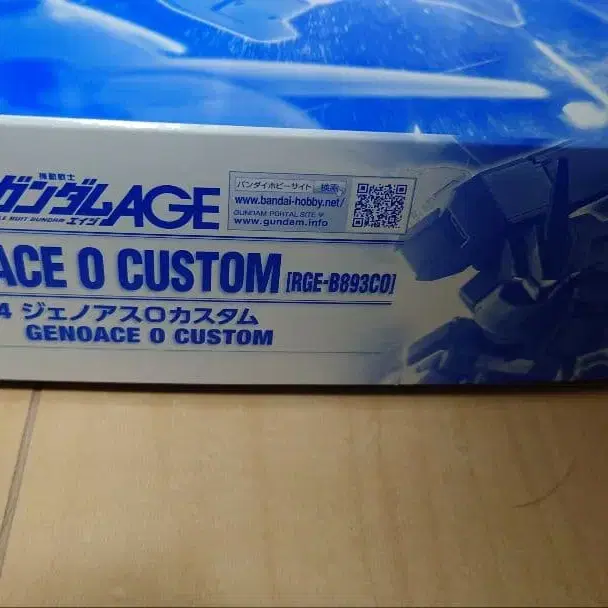 機動戦士
ガンダムAGE
LE SUIT GUNDAM エイジ
バンダイホビーサイト 検索
www.bandai-hobby.net/
GUNDAM PORTAL SITE
www.gundam.info
ACE O CUSTOM [RGE-B893CO]
4 ジェノアスOカスタム
GENOACE O CUSTOM